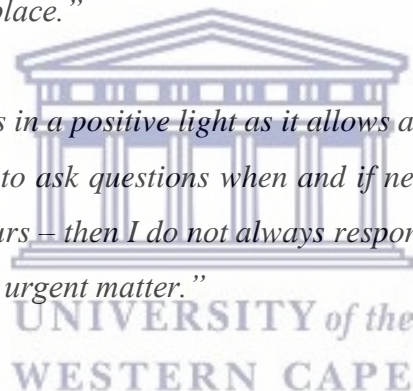 place.”
s in a positive light as it allows a
to ask questions when and if ne
urs – then I do not always respon
urgent matter.”
UNIVERSITY of the
WESTERN CAPE